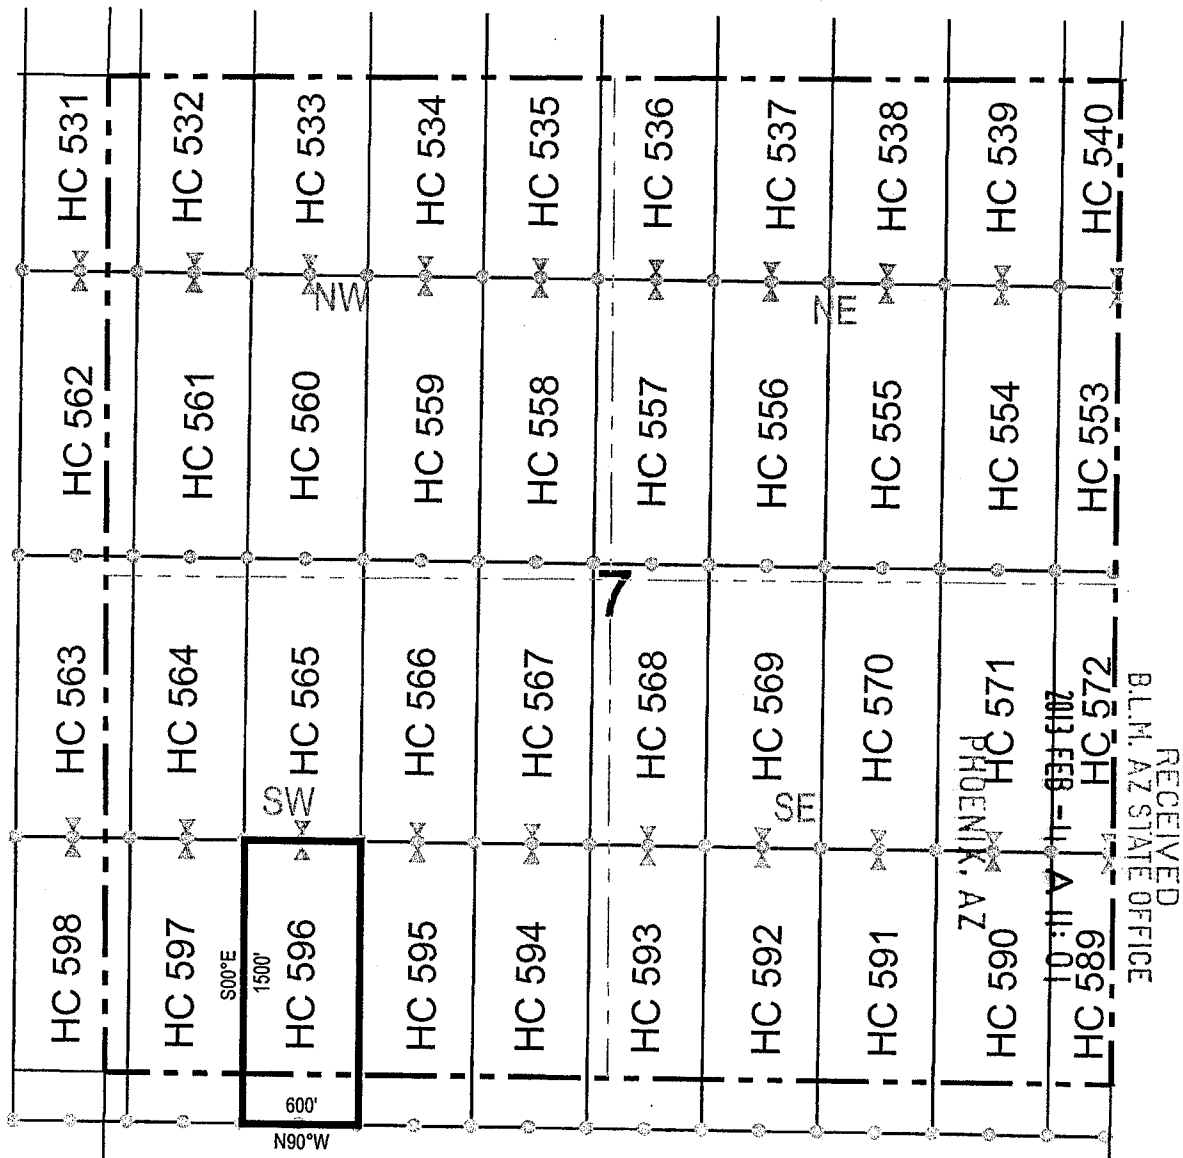 HC 531
HC 532
HC 533
HC 534
HC 535
HC 536
HC 537
HC 538
HC 539
HC 540
NW
NE
HC 562
HC 561
HC 560
HC 559
HC 558
HC 557
HC 556
HC 555
HC 554
HC 553
7
HC 563
HC 564
HC 565
HC 566
HC 567
HC 568
HC 569
HC 570
HC 571
HC 572
SW
SE
HC 598
HC 597
S00°E
1500'
HC 596
HC 595
HC 594
HC 593
HC 592
HC 591
HC 590
HC 589
600'
N90°W
RECEIVED
B.L.M. AZ STATE OFFICE
2013 FEB -4 A 11: 01
PHOENIX, AZ